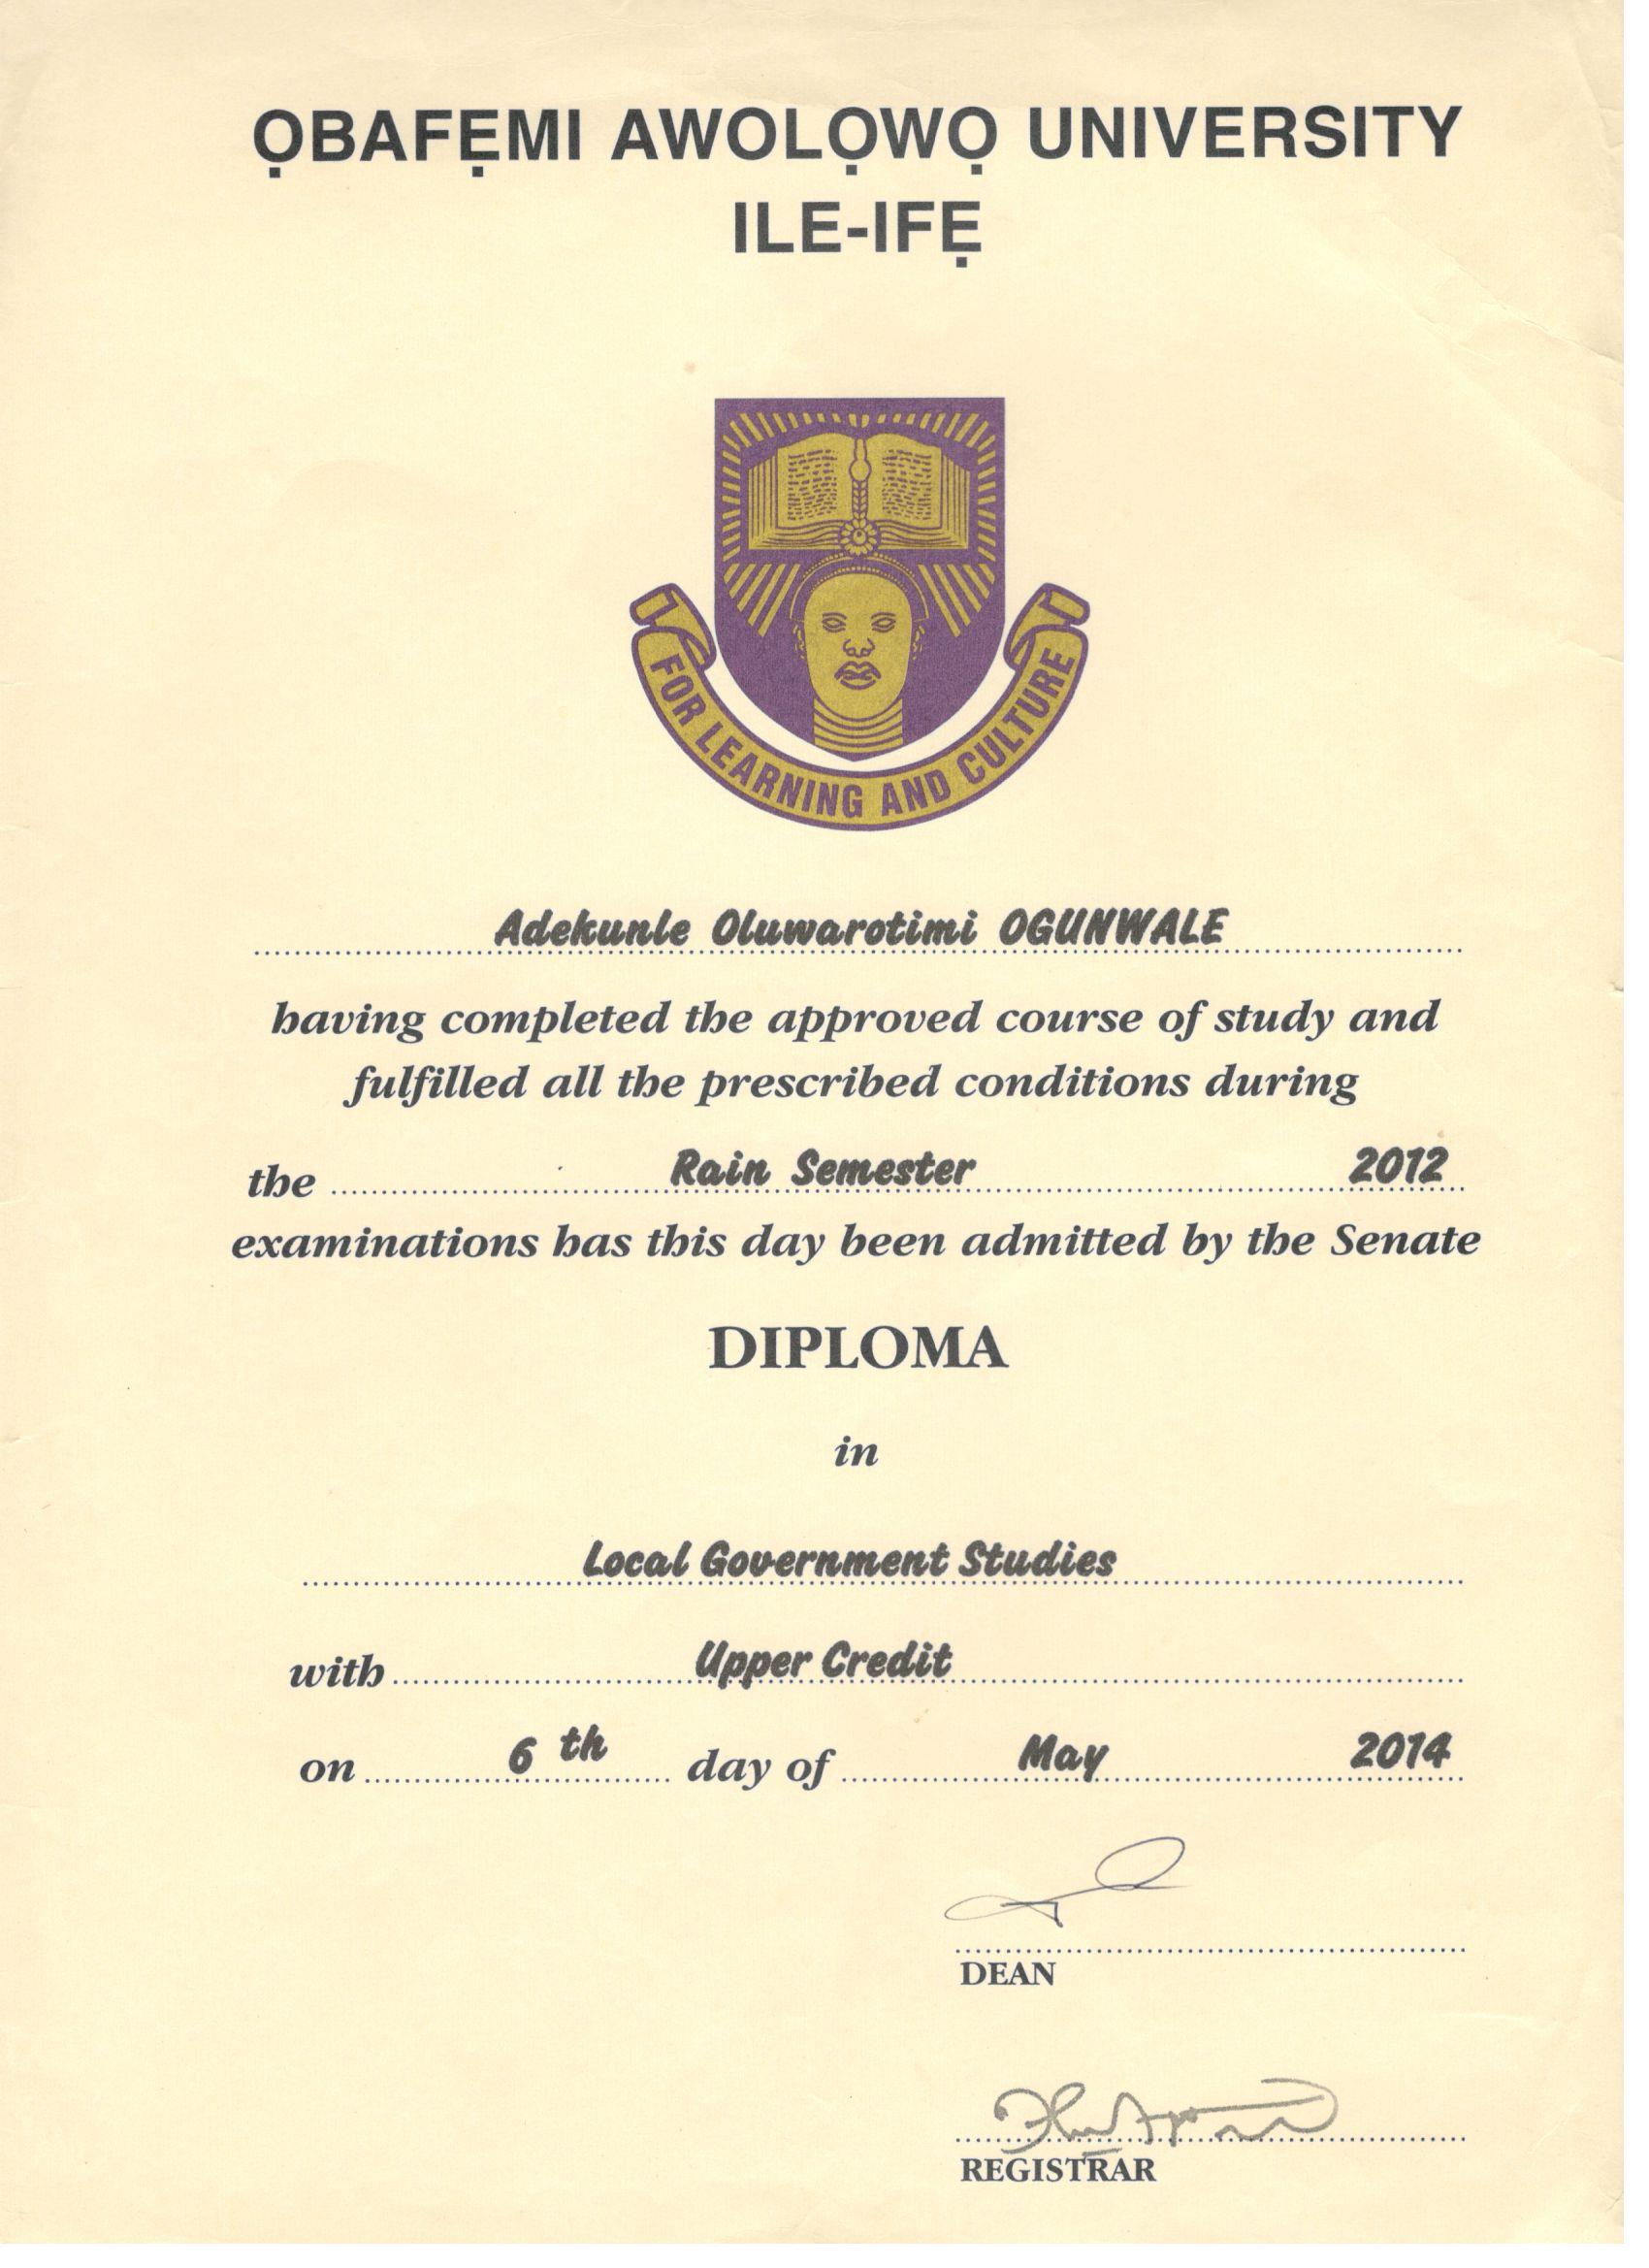 ỌBAFẸMI AWOLỌWỌ UNIVERSITY
ILE-IFẸ
FOR LEARNING AND CULTURE
Adekunle Oluwarotimi OGUNWALE
having completed the approved course of study and
fulfilled all the prescribed conditions during
the Rain Semester 2012
examinations has this day been admitted by the Senate
DIPLOMA
in
Local Government Studies
with Upper Credit
on 6 th day of May 2014
DEAN
REGISTRAR